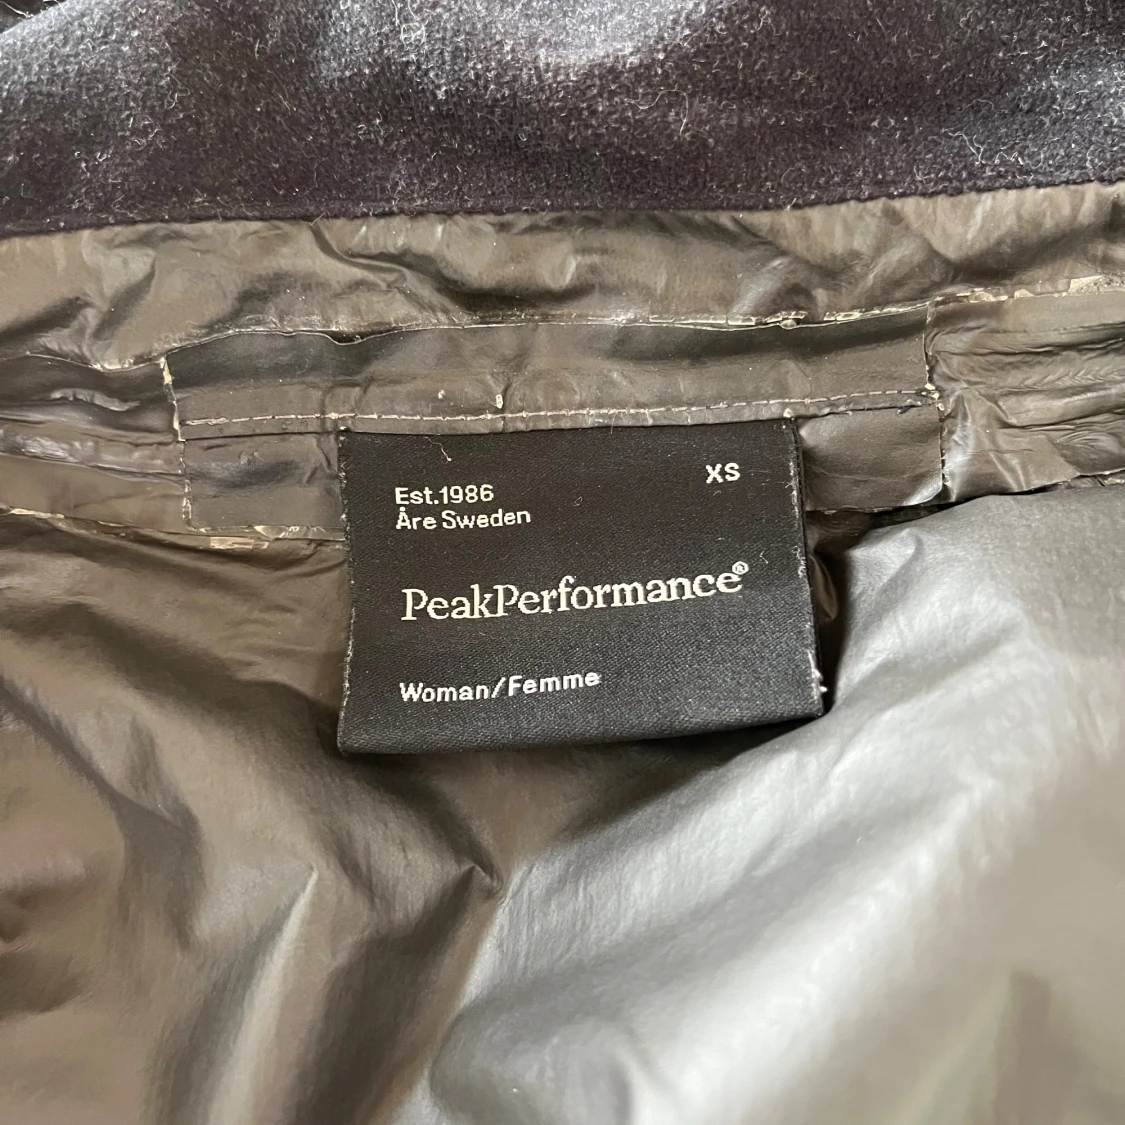 XS
Est.1986
Åre Sweden
PeakPerformance®
Woman/Femme